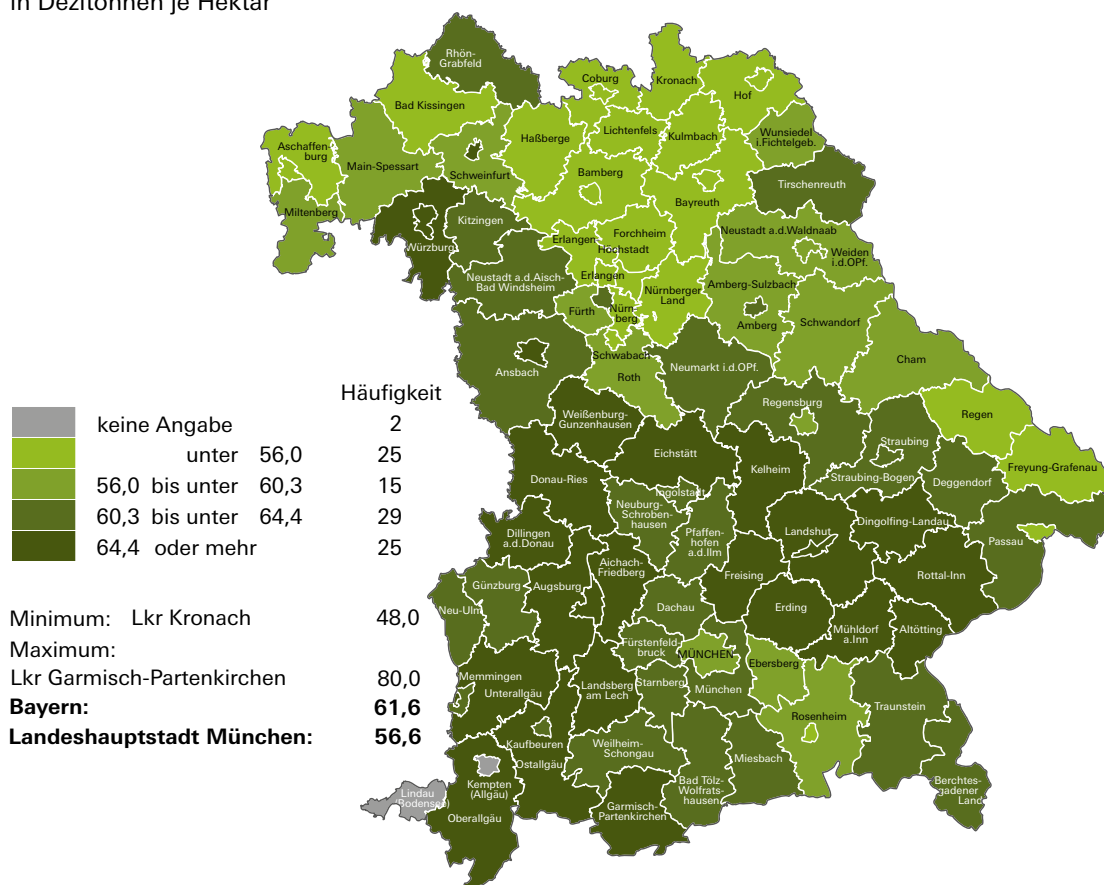 in Dezitonnen je Hektar
Rhön-
Grabfeld
Coburg
Kronach
Hof
Bad Kissingen
Lichtenfels
Kulmbach
Wunsiedel
i.Fichtelgeb.
Haßberge
Aschaffen-
burg
Main-Spessart
Schweinfurt
Bamberg
Tirschenreuth
Bayreuth
Miltenberg
Kitzingen
Forchheim
Neustadt a.d.Waldnaab
Würzburg
Erlangen
Höchstadt
Weiden
i.d.OPf.
Neustadt a.d.Aisch-
Bad Windsheim
Erlangen
Nürnberger
Land
Amberg-Sulzbach
Fürth
Nürn-
berg
Amberg
Schwandorf
Ansbach
Schwabach
Roth
Neumarkt i.d.OPf.
Cham
Häufigkeit
keine Angabe 2
unter 56,0 25
56,0 bis unter 60,3 15
60,3 bis unter 64,4 29
64,4 oder mehr 25
Weißenburg-
Gunzenhausen
Regensburg
Regen
Eichstätt
Kelheim
Straubing
Freyung-Grafenau
Donau-Ries
Straubing-Bogen
Deggendorf
Ingolstadt
Neuburg-
Schroben-
hausen
Dillingen
a.d.Donau
Pfaffen-
hofen
a.d.Ilm
Landshut
Dingolfing-Landau
Passau
Aichach-
Friedberg
Günzburg
Augsburg
Freising
Rottal-Inn
Neu-Ulm
Dachau
Erding
Mühldorf
a.Inn
Altötting
Fürstenfeld-
bruck
MÜNCHEN
Ebersberg
Memmingen
Unterallgäu
Landsberg
am Lech
Starnberg
München
Rosenheim
Traunstein
Kaufbeuren
Ostallgäu
Weilheim-
Schongau
Miesbach
Bad Tölz-
Wolfrats-
hausen
Berchtes-
gadener
Land
Kempten
(Allgäu)
Lindau
(Bodensee)
Oberallgäu
Garmisch-
Partenkirchen
Minimum: Lkr Kronach 48,0
Maximum:
Lkr Garmisch-Partenkirchen 80,0
Bayern: 61,6
Landeshauptstadt München: 56,6